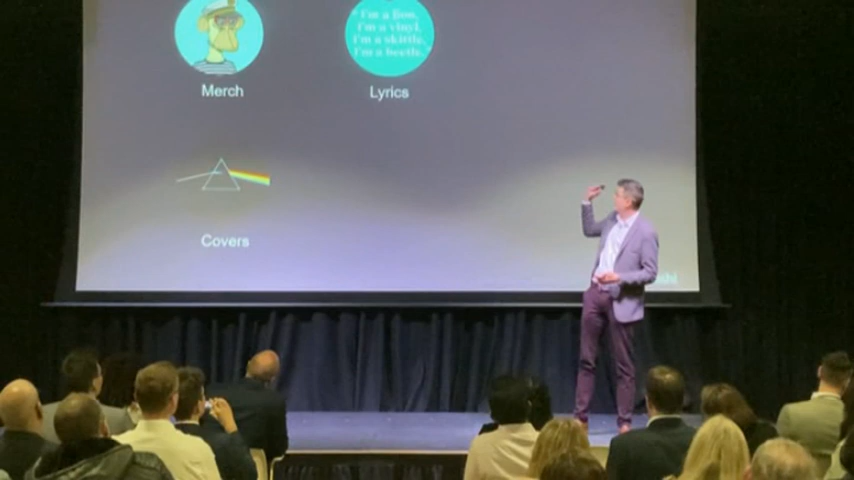 I'm a lion,
I'm a vinyl,
I'm a skittle,
I'm a beetle.
Merch
Lyrics
Covers